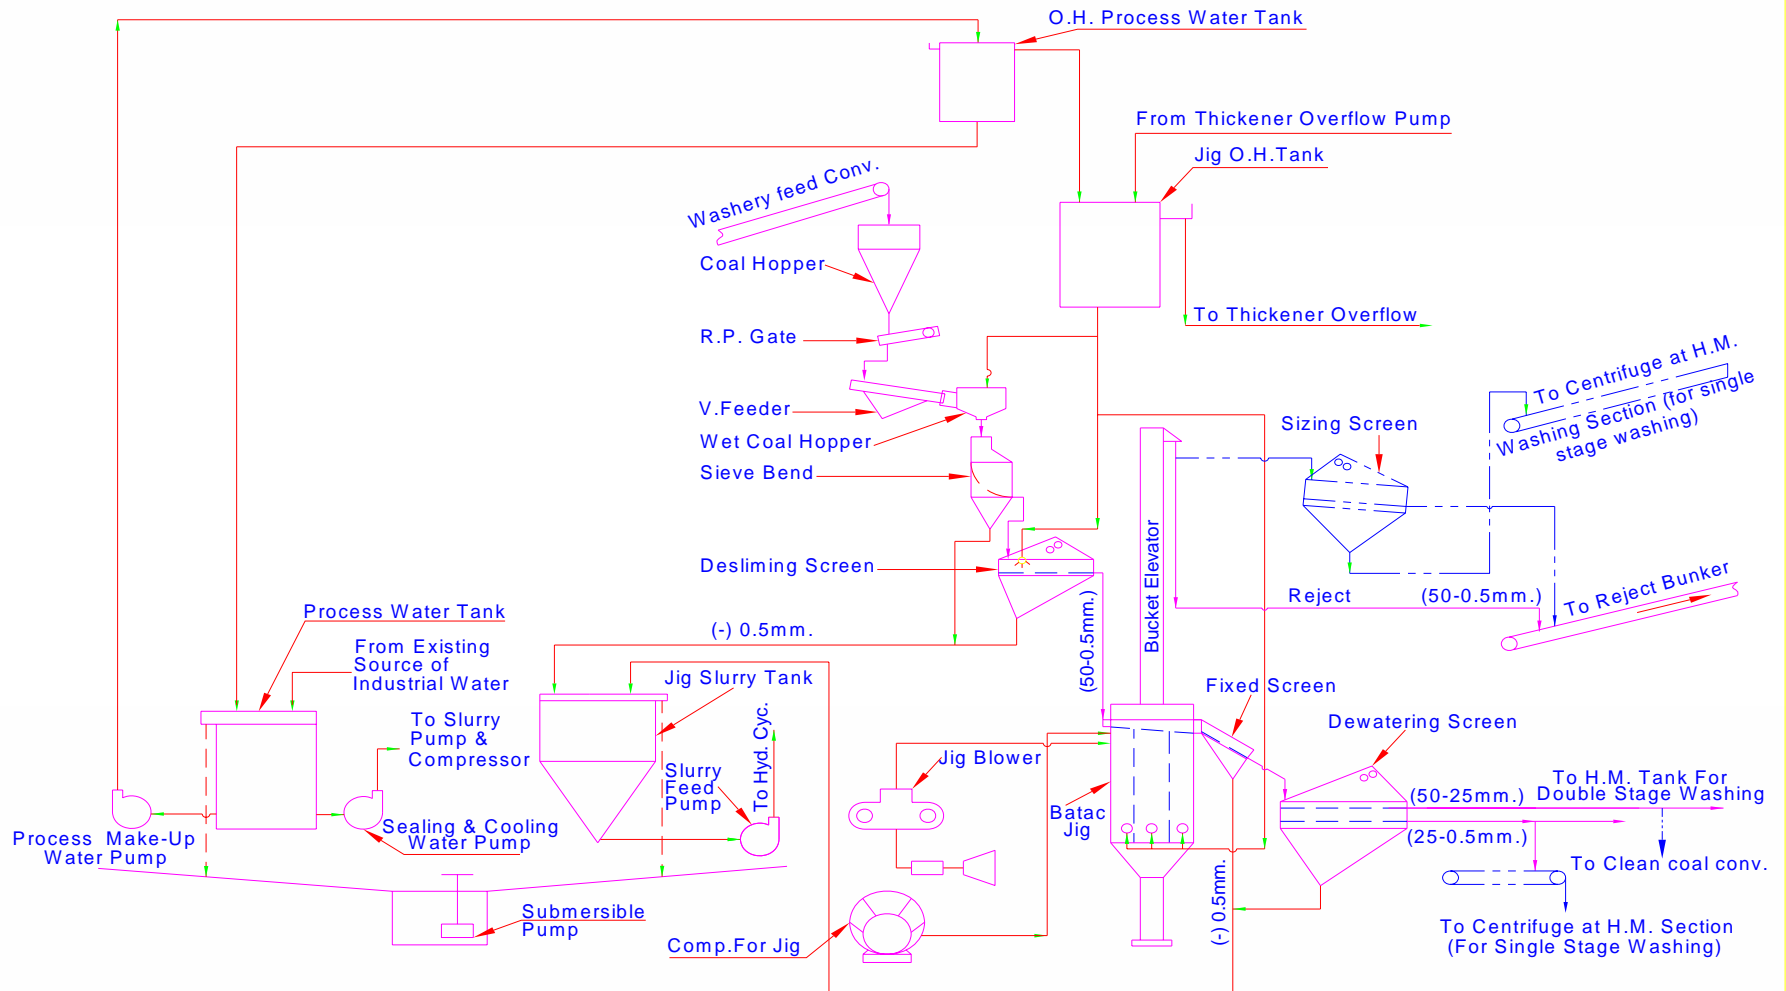 O.H. Process Water Tank
From Thickener Overflow Pump
Jig O.H.Tank
Washery feed Conv.
Coal Hopper
To Thickener Overflow
R.P. Gate
V.Feeder
Wet Coal Hopper
Sieve Bend
To Centrifuge at H.M.
Washing Section (for single
stage washing)
Sizing Screen
Desliming Screen
Bucket Elevator
Reject
(50-0.5mm.)
To Reject Bunker
Process Water Tank
(-) 0.5mm.
(50-0.5mm.)
From Existing
Source of
Industrial Water
Jig Slurry Tank
Fixed Screen
To Slurry
Pump &
Compressor
To Hyd. Cyc.
Dewatering Screen
Slurry
Feed
Pump
Jig Blower
To H.M. Tank For
Double Stage Washing
(50-25mm.)
Batac
Jig
Process Make-Up
Water Pump
Sealing & Cooling
Water Pump
(25-0.5mm.)
To Clean coal conv.
Submersible
Pump
Comp.For Jig
(-) 0.5mm.
To Centrifuge at H.M. Section
(For Single Stage Washing)